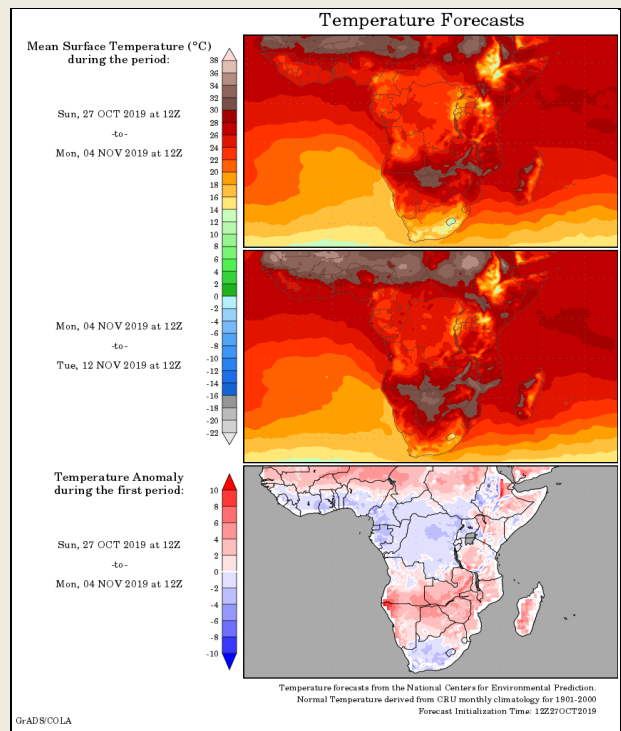 Temperature Forecasts
Mean Surface Temperature (°C)
during the period:
Sun, 27 OCT 2019 at 12Z
-to-
Mon, 04 NOV 2019 at 12Z
38
36
34
32
30
28
26
24
22
20
18
16
14
12
10
8
6
4
2
0
-2
-4
-6
-8
-10
-12
-14
-16
-18
-20
-22
Mon, 04 NOV 2019 at 12Z
-to-
Tue, 12 NOV 2019 at 12Z
Temperature Anomaly
during the first period:
Sun, 27 OCT 2019 at 12Z
-to-
Mon, 04 NOV 2019 at 12Z
10
8
6
4
2
0
-2
-4
-6
-8
-10
Temperature forecasts from the National Centers for Environmental Prediction.
Normal Temperature derived from CRU monthly climatology for 1901-2000
Forecast Initialization Time: 12Z27OCT2019
GrADS/COLA